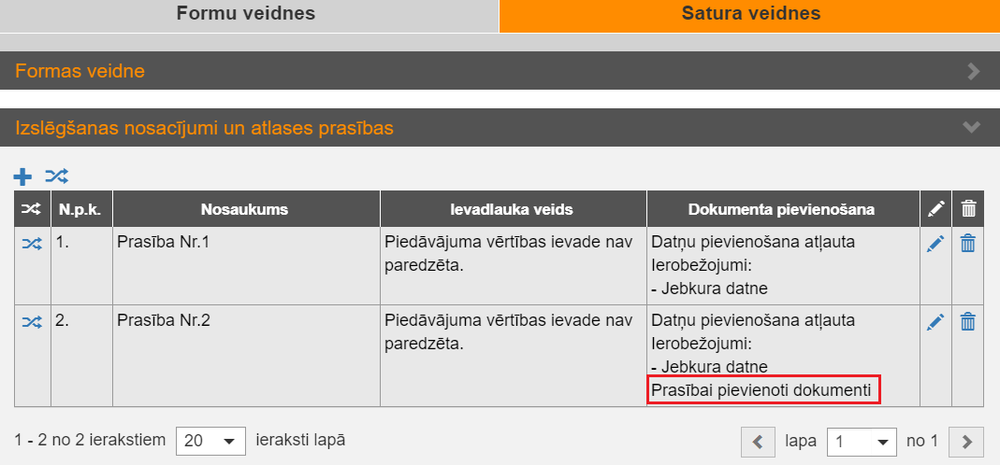 Formu veidnes
Satura veidnes
Formas veidne
Izslēgšanas nosacījumi un atlases prasības
N.p.k. Nosaukums Ievadlauka veids Dokumenta pievienošana
1. Prasība Nr.1 Piedāvājuma vērtības ievade nav Datņu pievienošana atļauta
paredzēta. Ierobežojumi:
- Jebkura datne
2. Prasība Nr.2 Piedāvājuma vērtības ievade nav Datņu pievienošana atļauta
paredzēta. Ierobežojumi:
- Jebkura datne
Prasībai pievienoti dokumenti
1 - 2 no 2 ierakstiem 20 ieraksti lapā lapa 1 no 1